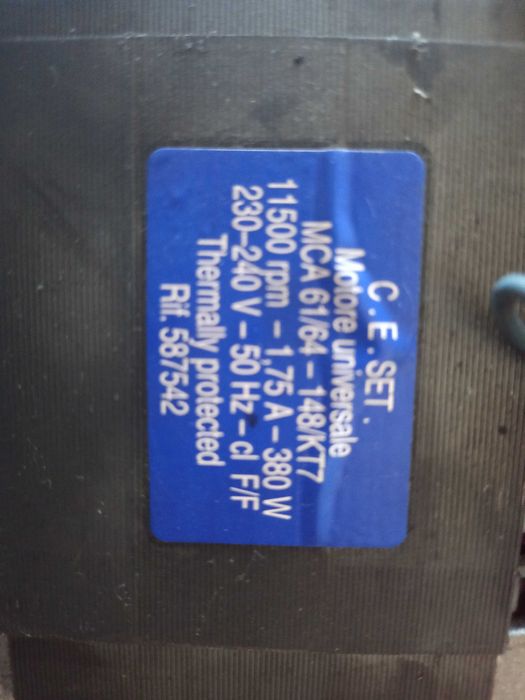 C.E.SET.
Motore universale
MCA 61/64 - 148/KT7
11500 rpm - 1,75 A - 380 W
230-240 V - 50 Hz - cl F/F
Thermally protected
Rif. 587542